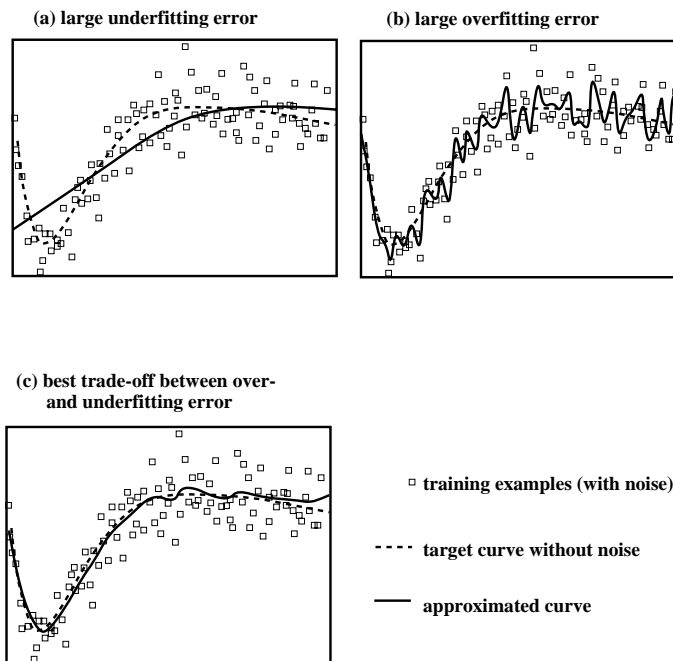 (a) large underfitting error
(b) large overfitting error
(c) best trade-off between over-
and underfitting error
training examples (with noise)
target curve without noise
approximated curve